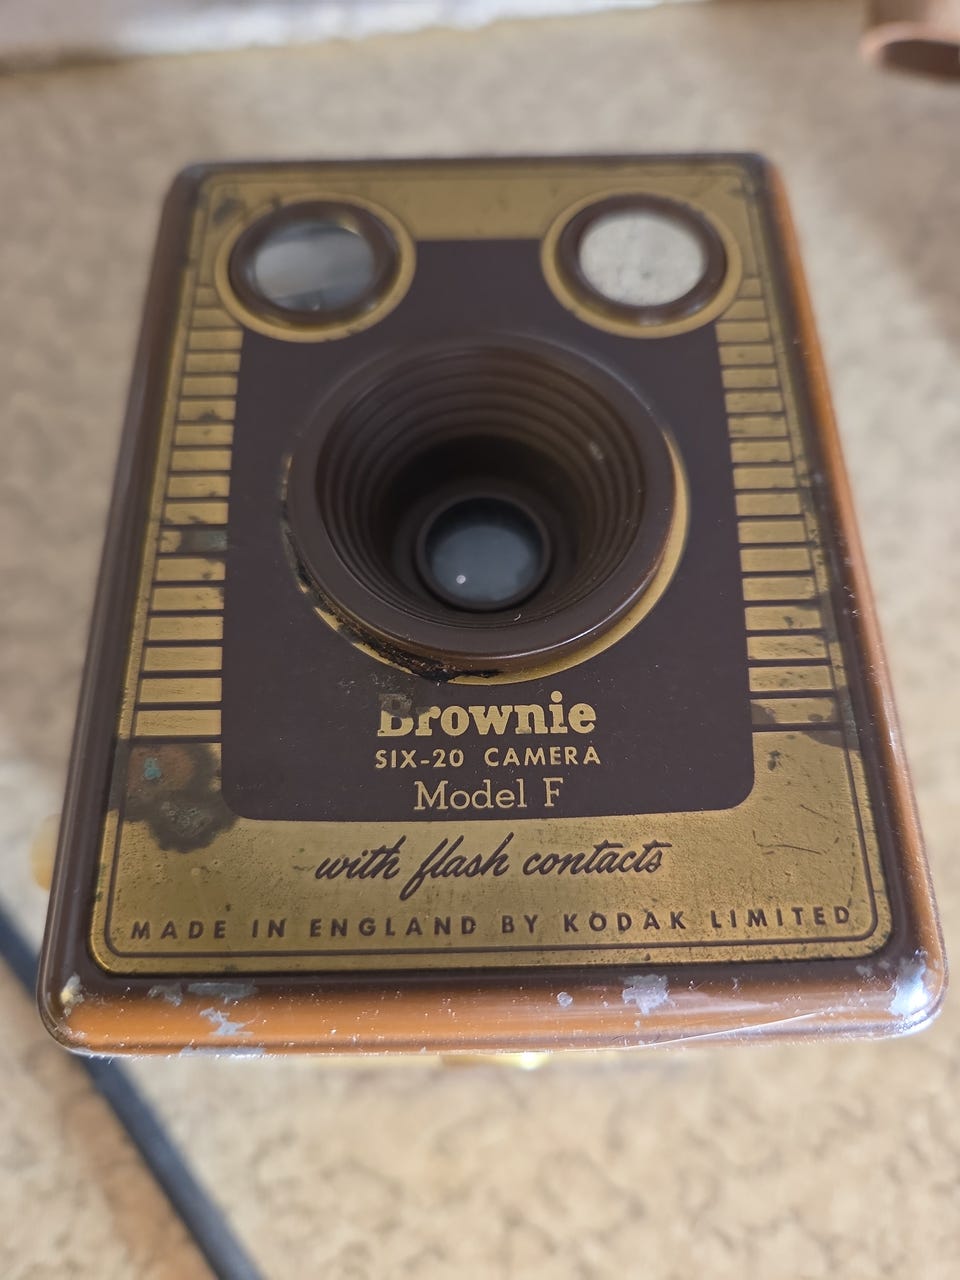 Brownie
SIX-20 CAMERA
Model F
with flash contacts
MADE IN ENGLAND BY KODAK LIMITED